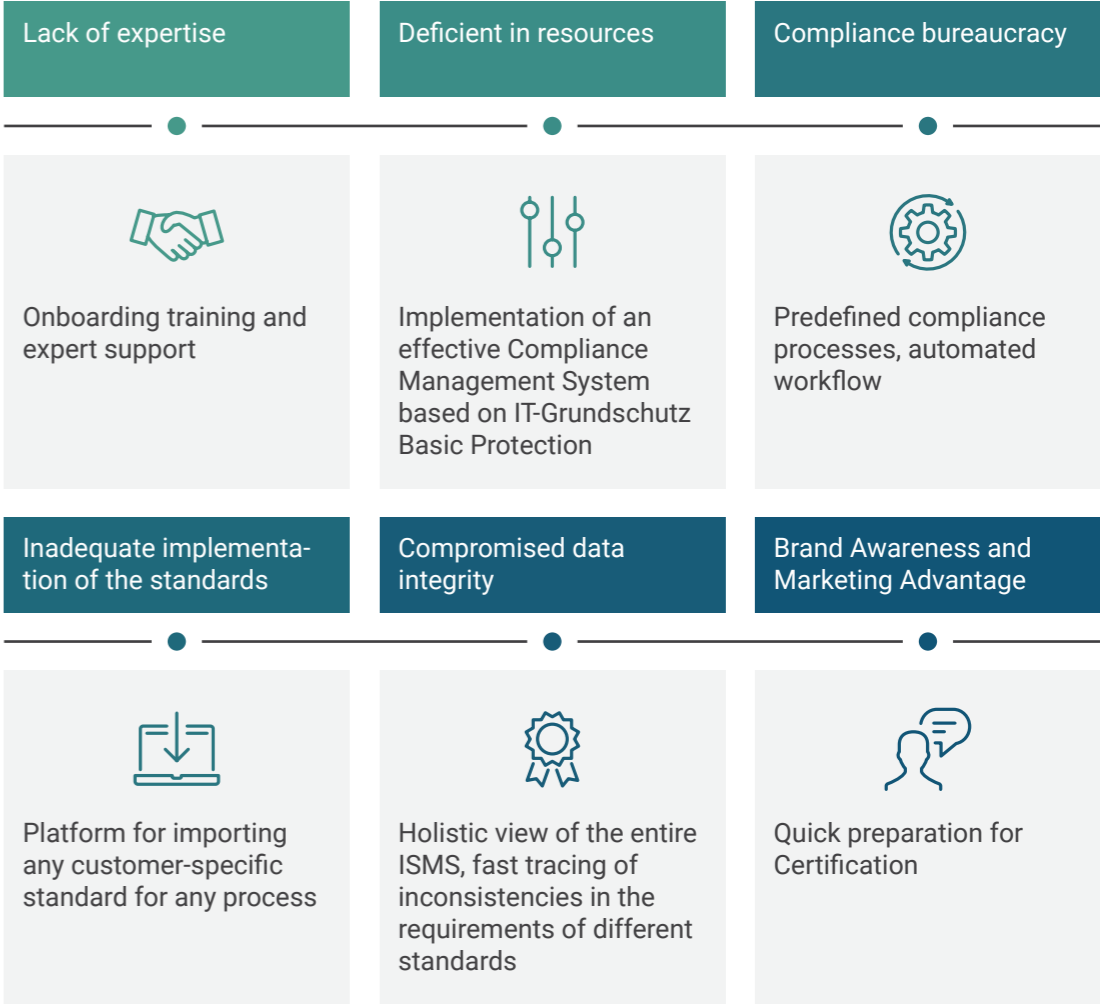 Lack of expertise
Deficient in resources
Compliance bureaucracy
Onboarding training and
expert support
Implementation of an
effective Compliance
Management System
based on IT-Grundschutz
Basic Protection
Predefined compliance
processes, automated
workflow
Inadequate implementa-
tion of the standards
Compromised data
integrity
Brand Awareness and
Marketing Advantage
Platform for importing
any customer-specific
standard for any process
Holistic view of the entire
ISMS, fast tracing of
inconsistencies in the
requirements of different
standards
Quick preparation for
Certification